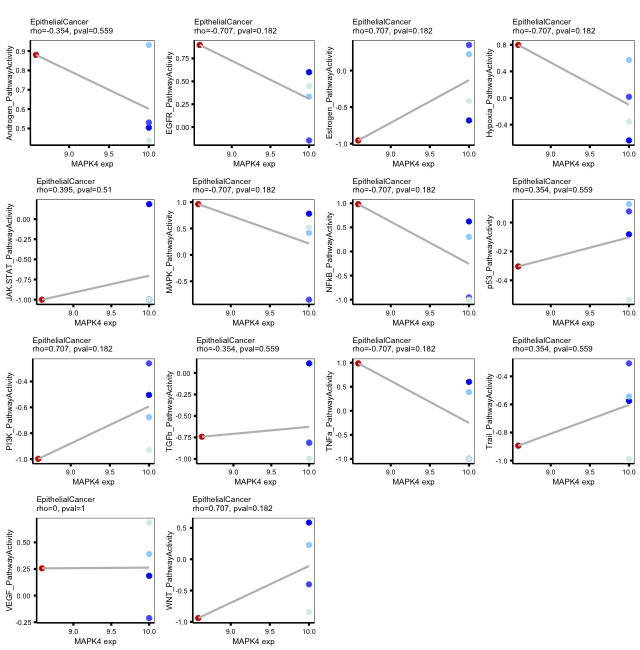 EpithelialCancer
rho=-0.354, pval=0.559
Androgen_PathwayActivity
0.9
0.8
0.7
0.6
0.5
9.0
9.5
10.0
MAPK4 exp
EpithelialCancer
rho=-0.707, pval=0.182
EGFR_PathwayActivity
0.75
0.50
0.25
0.00
9.0
9.5
10.0
MAPK4 exp
EpithelialCancer
rho=0.707, pval=0.182
Estrogen_PathwayActivity
0.0
-0.5
-1.0
9.0
9.5
10.0
MAPK4 exp
EpithelialCancer
rho=-0.707, pval=0.182
Hypoxia_PathwayActivity
0.8
0.4
0.0
-0.4
9.0
9.5
10.0
MAPK4 exp
EpithelialCancer
rho=0.395, pval=0.51
JAK-STAT_PathwayActivity
0.00
-0.25
-0.50
-0.75
-1.00
9.0
9.5
10.0
MAPK4 exp
EpithelialCancer
rho=-0.707, pval=0.182
MAPK_PathwayActivity
1.0
0.5
0.0
-0.5
9.0
9.5
10.0
MAPK4 exp
EpithelialCancer
rho=-0.707, pval=0.182
NFkB_PathwayActivity
1.0
0.5
0.0
-0.5
-1.0
9.0
9.5
10.0
MAPK4 exp
EpithelialCancer
rho=0.354, pval=0.559
p53_PathwayActivity
0.0
-0.2
-0.4
9.0
9.5
10.0
MAPK4 exp
EpithelialCancer
rho=0.707, pval=0.182
PI3K_PathwayActivity
-0.4
-0.6
-0.8
-1.0
9.0
9.5
10.0
MAPK4 exp
EpithelialCancer
rho=-0.354, pval=0.559
TGFb_PathwayActivity
0.00
-0.25
-0.50
-0.75
-1.00
9.0
9.5
10.0
MAPK4 exp
EpithelialCancer
rho=-0.707, pval=0.182
TNFa_PathwayActivity
1.0
0.5
0.0
-0.5
-1.0
9.0
9.5
10.0
MAPK4 exp
EpithelialCancer
rho=0.354, pval=0.559
Trail_PathwayActivity
-0.4
-0.6
-0.8
-1.0
9.0
9.5
10.0
MAPK4 exp
EpithelialCancer
rho=0, pval=1
VEGF_PathwayActivity
0.50
0.25
0.00
-0.25
9.0
9.5
10.0
MAPK4 exp
EpithelialCancer
rho=0.707, pval=0.182
WNT_PathwayActivity
0.5
0.0
-0.5
-1.0
9.0
9.5
10.0
MAPK4 exp